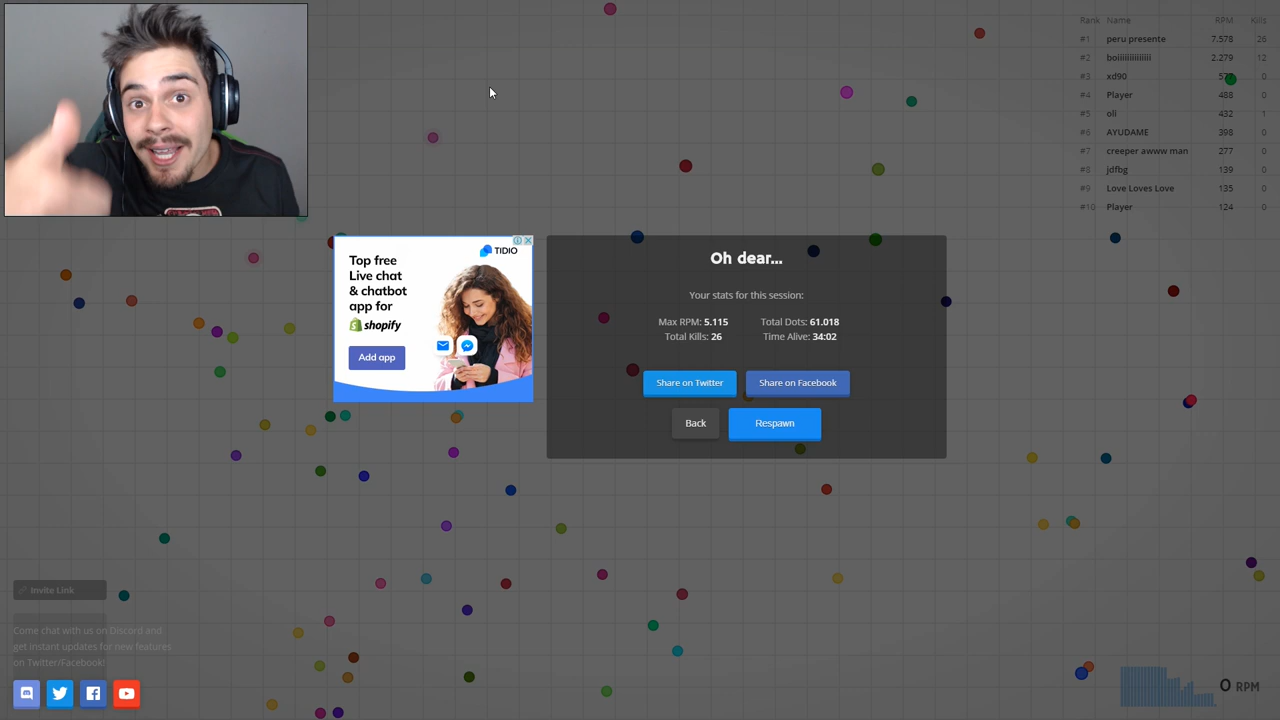 Rank Name RPM Kills
#1 peru presente 7.578 26
#2 boiiiiiiiiiiiiii 2.279 12
#3 xd90 0
#4 Player 488 0
#5 oli 432 1
#6 AYUDAME 398 0
#7 creeper awww man 277 0
#8 jdfbg 139 0
#9 Love Loves Love 135 0
#10 Player 124 0
TIDIO
Top free
Live chat
& chatbot
app for
shopify
Add app
Oh dear...
Your stats for this session:
Max RPM: 5.115 Total Dots: 61.018
Total Kills: 26 Time Alive: 34:02
Share on Twitter Share on Facebook
Back Respawn
Invite Link
Come chat with us on Discord and
get instant updates for new features
on Twitter/Facebook!
0 RPM